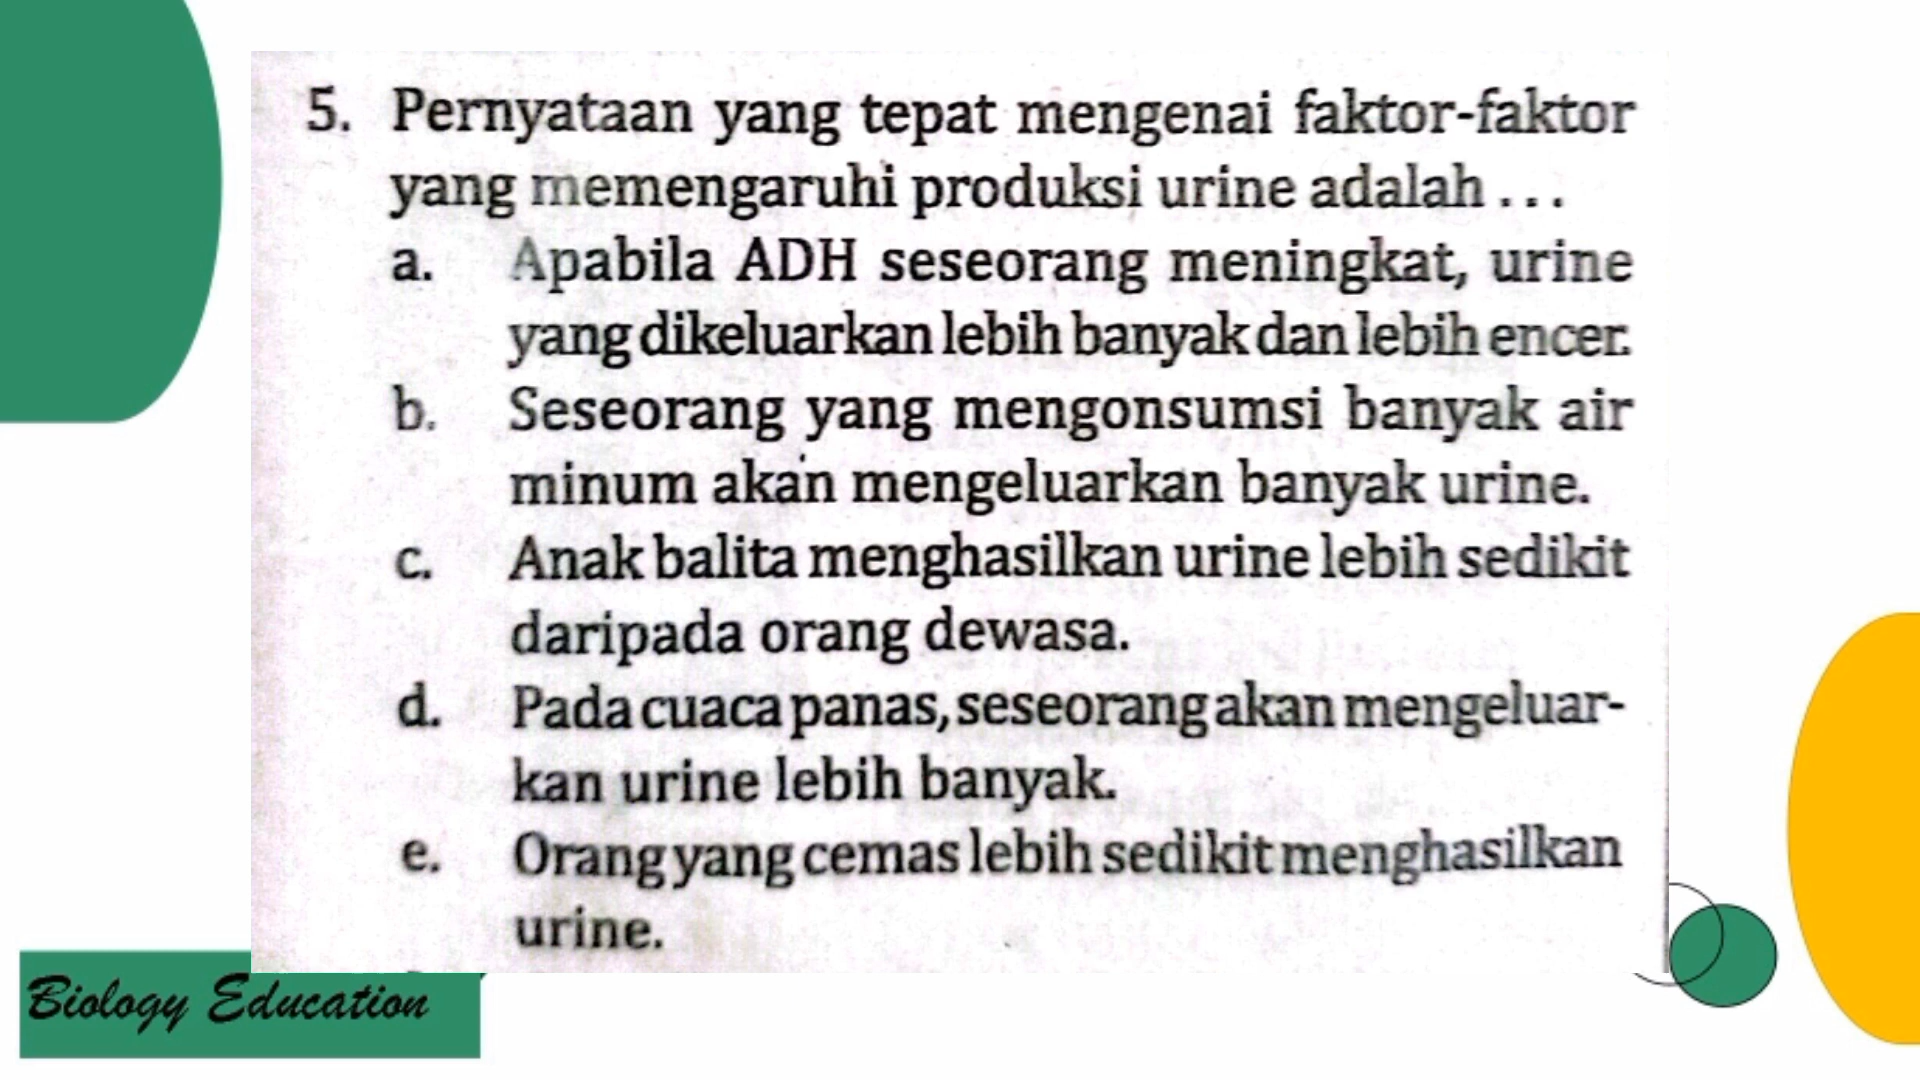 5. Pernyataan yang tepat mengenai faktor-faktor
yang memengaruhi produksi urine adalah . . .
a. Apabila ADH seseorang meningkat, urine
yang dikeluarkan lebih banyak dan lebih encer.
b. Seseorang yang mengonsumsi banyak air
minum akan mengeluarkan banyak urine.
c. Anak balita menghasilkan urine lebih sedikit
daripada orang dewasa.
d. Pada cuaca panas, seseorang akan mengeluar-
kan urine lebih banyak.
e. Orang yang cemas lebih sedikit menghasilkan
urine.
Biology Education